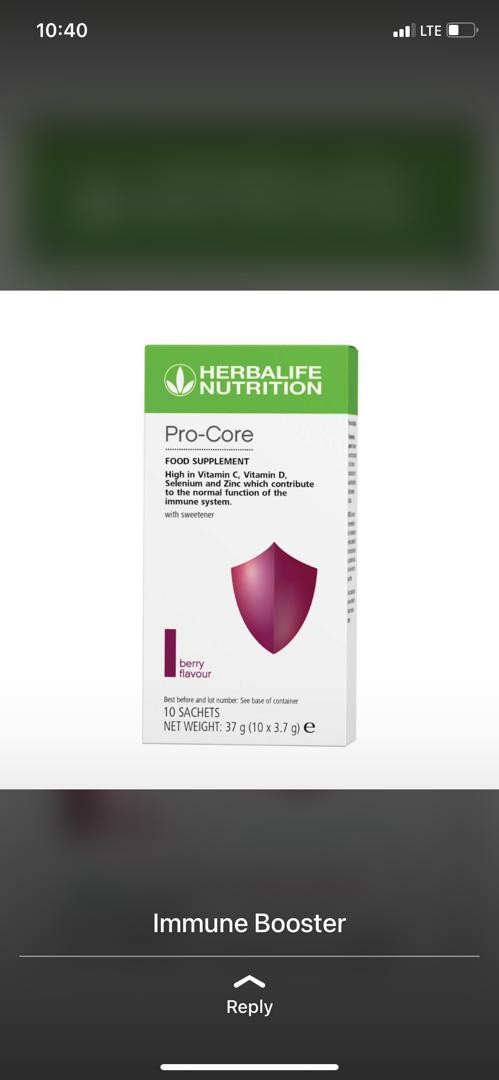 10:40
LTE
HERBALIFE
NUTRITION
Pro-Core
FOOD SUPPLEMENT
High in Vitamin C, Vitamin D,
Selenium and Zinc which contribute
to the normal function of the
immune system.
with sweetener
berry
flavour
Best before and lot number: See base of container
10 SACHETS
NET WEIGHT: 37 g (10 x 3.7 g) e
Immune Booster
Reply